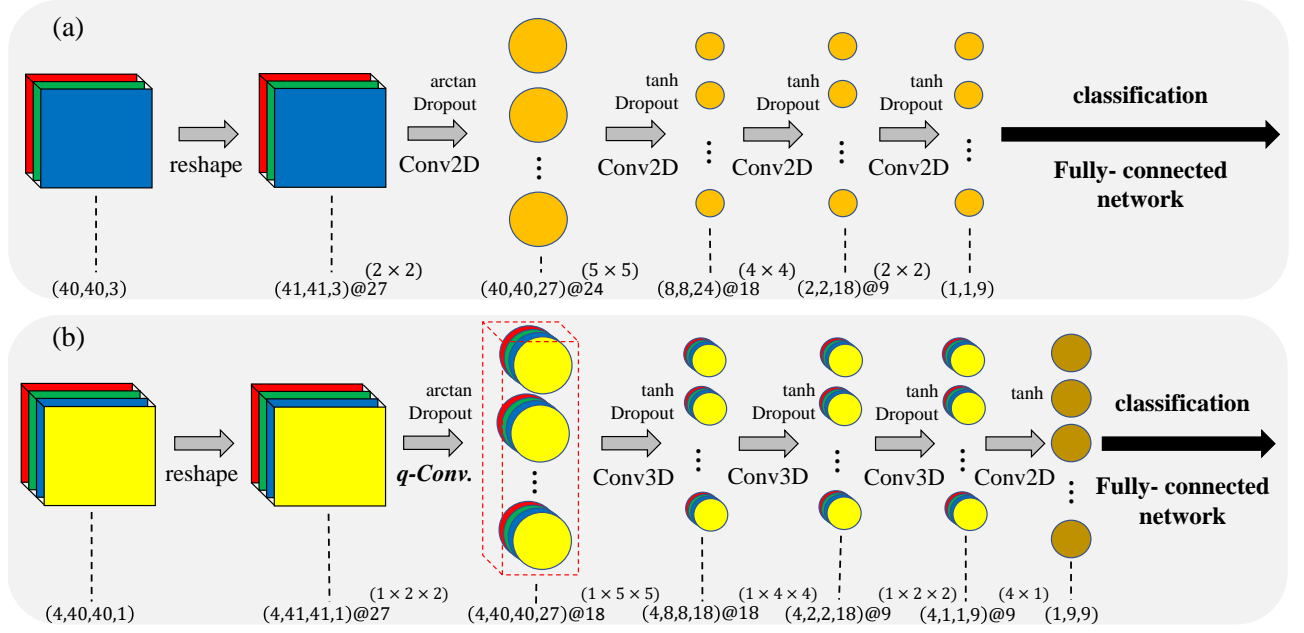 (a)
arctan
Dropout
tanh
Dropout
tanh
Dropout
tanh
Dropout
classification
reshape
Conv2D
Conv2D
Conv2D
Conv2D
Fully- connected
network
(2 × 2)
(5 × 5)
(4 × 4)
(2 × 2)
(40,40,3)
(41,41,3)@27
(40,40,27)@24
(8,8,24)@18
(2,2,18)@9
(1,1,9)
(b)
arctan
Dropout
tanh
Dropout
tanh
Dropout
tanh
Dropout
tanh
classification
reshape
q-Conv.
Conv3D
Conv3D
Conv3D
Conv2D
Fully- connected
network
(1 × 2 × 2)
(1 × 5 × 5)
(1 × 4 × 4)
(1 × 2 × 2)
(4 × 1)
(4,40,40,1)
(4,41,41,1)@27
(4,40,40,27)@18
(4,8,8,18)@18
(4,2,2,18)@9
(4,1,1,9)@9
(1,9,9)